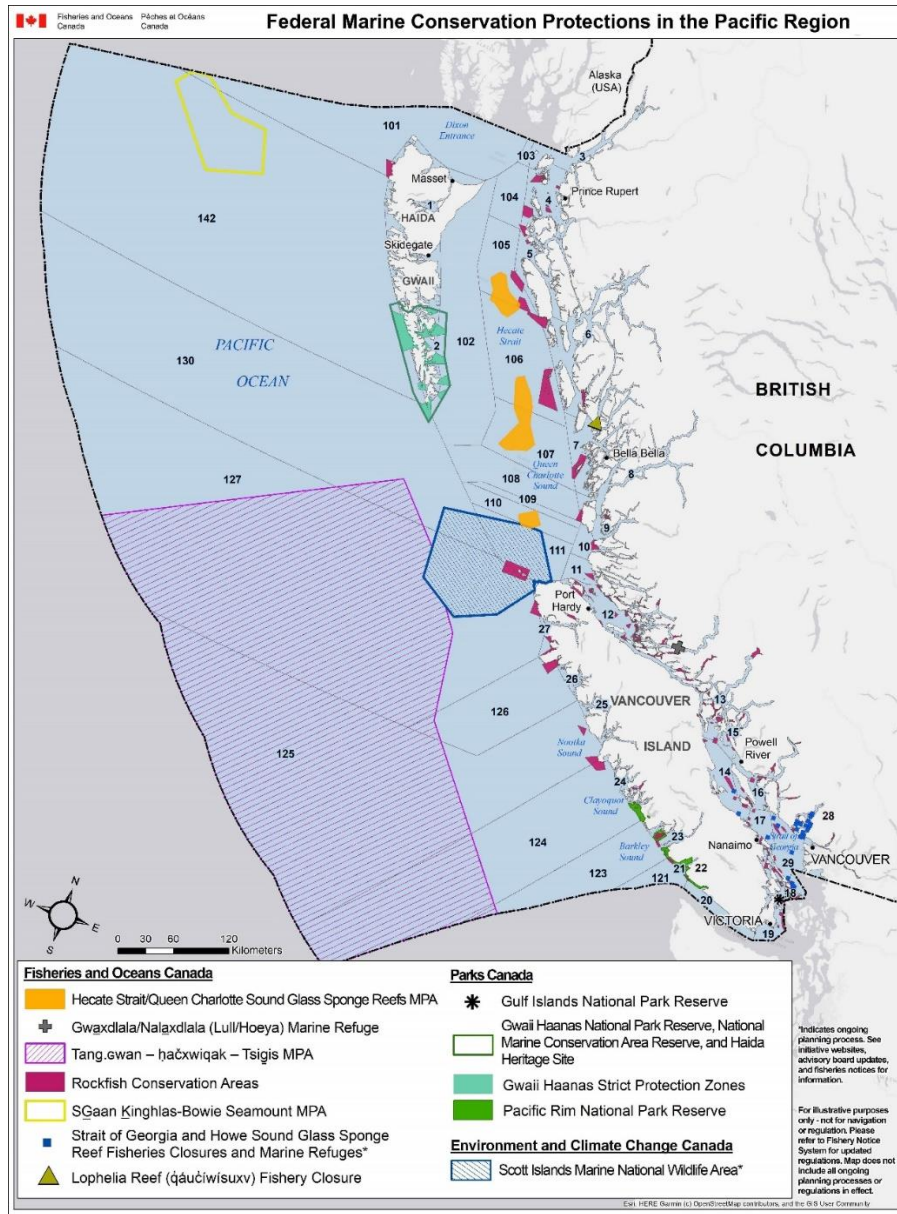 Fisheries and Oceans
Canada
Pêches et Océans
Canada
Federal Marine Conservation Protections in the Pacific Region
Alaska
(USA)
101
Dixon
Entrance
103
3
Masset
104
4
Prince Rupert
1
142
HAIDA
105
Skidegate
5
GWAII
6
102
Hecate
Strait
2
PACIFIC
OCEAN
106
130
BRITISH
COLUMBIA
7
107
Bella Bella
Queen
Charlotte
Sound
8
127
108
109
110
9
111
10
11
Port
Hardy
12
27
13
26
VANCOUVER
ISLAND
25
126
15
Powell
River
Nootka
Sound
125
14
16
24
Clayoquot
Sound
17
28
Strait of
Georgia
23
Nanaimo
124
Barkley
Sound
VANCOUVER
29
22
21
123
121
18
20
VICTORIA
19
N
W
E
S
0 30 60 120
Kilometers
Fisheries and Oceans Canada
Hecate Strait/Queen Charlotte Sound Glass Sponge Reefs MPA
Gwa̱xdlala/Nala̱xdlala (Lull/Hoeya) Marine Refuge
Tang.gwan – ḥačxʷiqak – Tsigis MPA
Rockfish Conservation Areas
SG̱aan Ḵinghlas-Bowie Seamount MPA
Strait of Georgia and Howe Sound Glass Sponge
Reef Fisheries Closures and Marine Refuges*
Lophelia Reef (q̓áuc̓iwísuxv) Fishery Closure
Parks Canada
Gulf Islands National Park Reserve
Gwaii Haanas National Park Reserve, National
Marine Conservation Area Reserve, and Haida
Heritage Site
Gwaii Haanas Strict Protection Zones
Pacific Rim National Park Reserve
Environment and Climate Change Canada
Scott Islands Marine National Wildlife Area*
*Indicates ongoing
planning process. See
initiative websites,
advisory board updates,
and fisheries notices for
information.
For illustrative purposes
only - not for navigation
or regulation. Please
refer to Fishery Notice
System for updated
regulations. Map does not
include all ongoing
planning processes or
regulations in effect.
Esri, HERE Garmin (c) OpenStreetMap contributors, and the GIS User Community